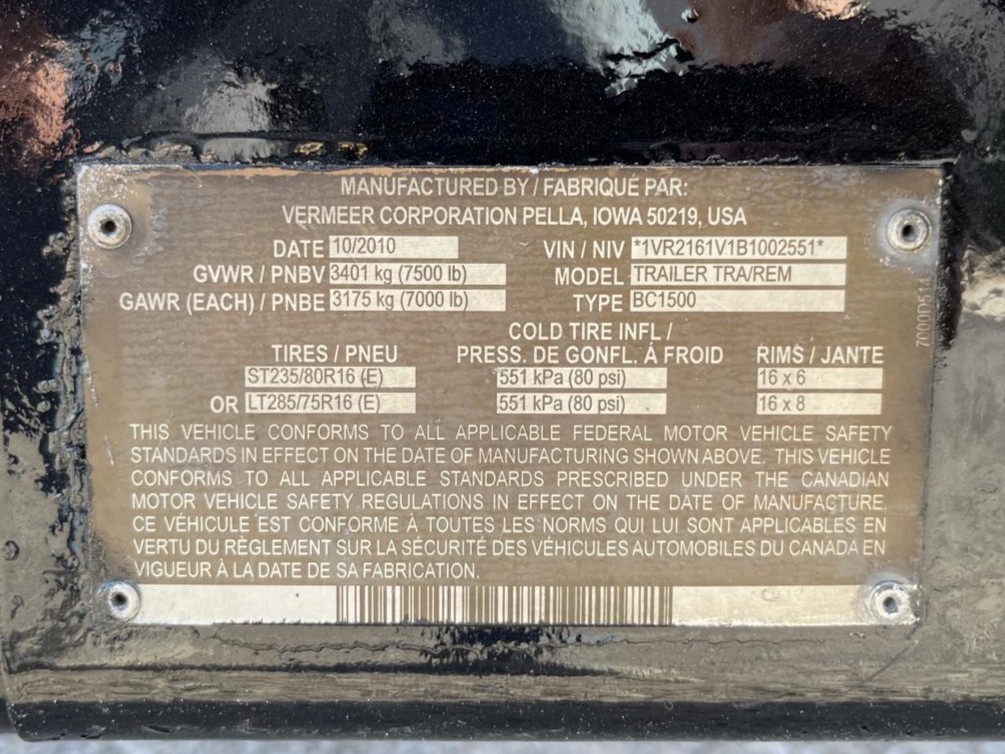 MANUFACTURED BY / FABRIQUÉ PAR:
VERMEER CORPORATION PELLA, IOWA 50219, USA
DATE 10/2010 VIN / NIV *1VR2161V1B1002551*
GVWR / PNBV 3401 kg (7500 lb) MODEL TRAILER TRA/REM
GAWR (EACH) / PNBE 3175 kg (7000 lb) TYPE BC1500
COLD TIRE INFL /
TIRES / PNEU PRESS. DE GONFL. Á FROID RIMS / JANTE
ST235/80R16 (E) 551 kPa (80 psi) 16 x 6
OR LT285/75R16 (E) 551 kPa (80 psi) 16 x 8
THIS VEHICLE CONFORMS TO ALL APPLICABLE FEDERAL MOTOR VEHICLE SAFETY
STANDARDS IN EFFECT ON THE DATE OF MANUFACTURING SHOWN ABOVE. THIS VEHICLE
CONFORMS TO ALL APPLICABLE STANDARDS PRESCRIBED UNDER THE CANADIAN
MOTOR VEHICLE SAFETY REGULATIONS IN EFFECT ON THE DATE OF MANUFACTURE.
CE VÉHICULE EST CONFORME À TOUTES LES NORMS QUI LUI SONT APPLICABLES EN
VERTU DU RÈGLEMENT SUR LA SÉCURITÉ DES VÉHICULES AUTOMOBILES DU CANADA EN
VIGUEUR À LA DATE DE SA FABRICATION.